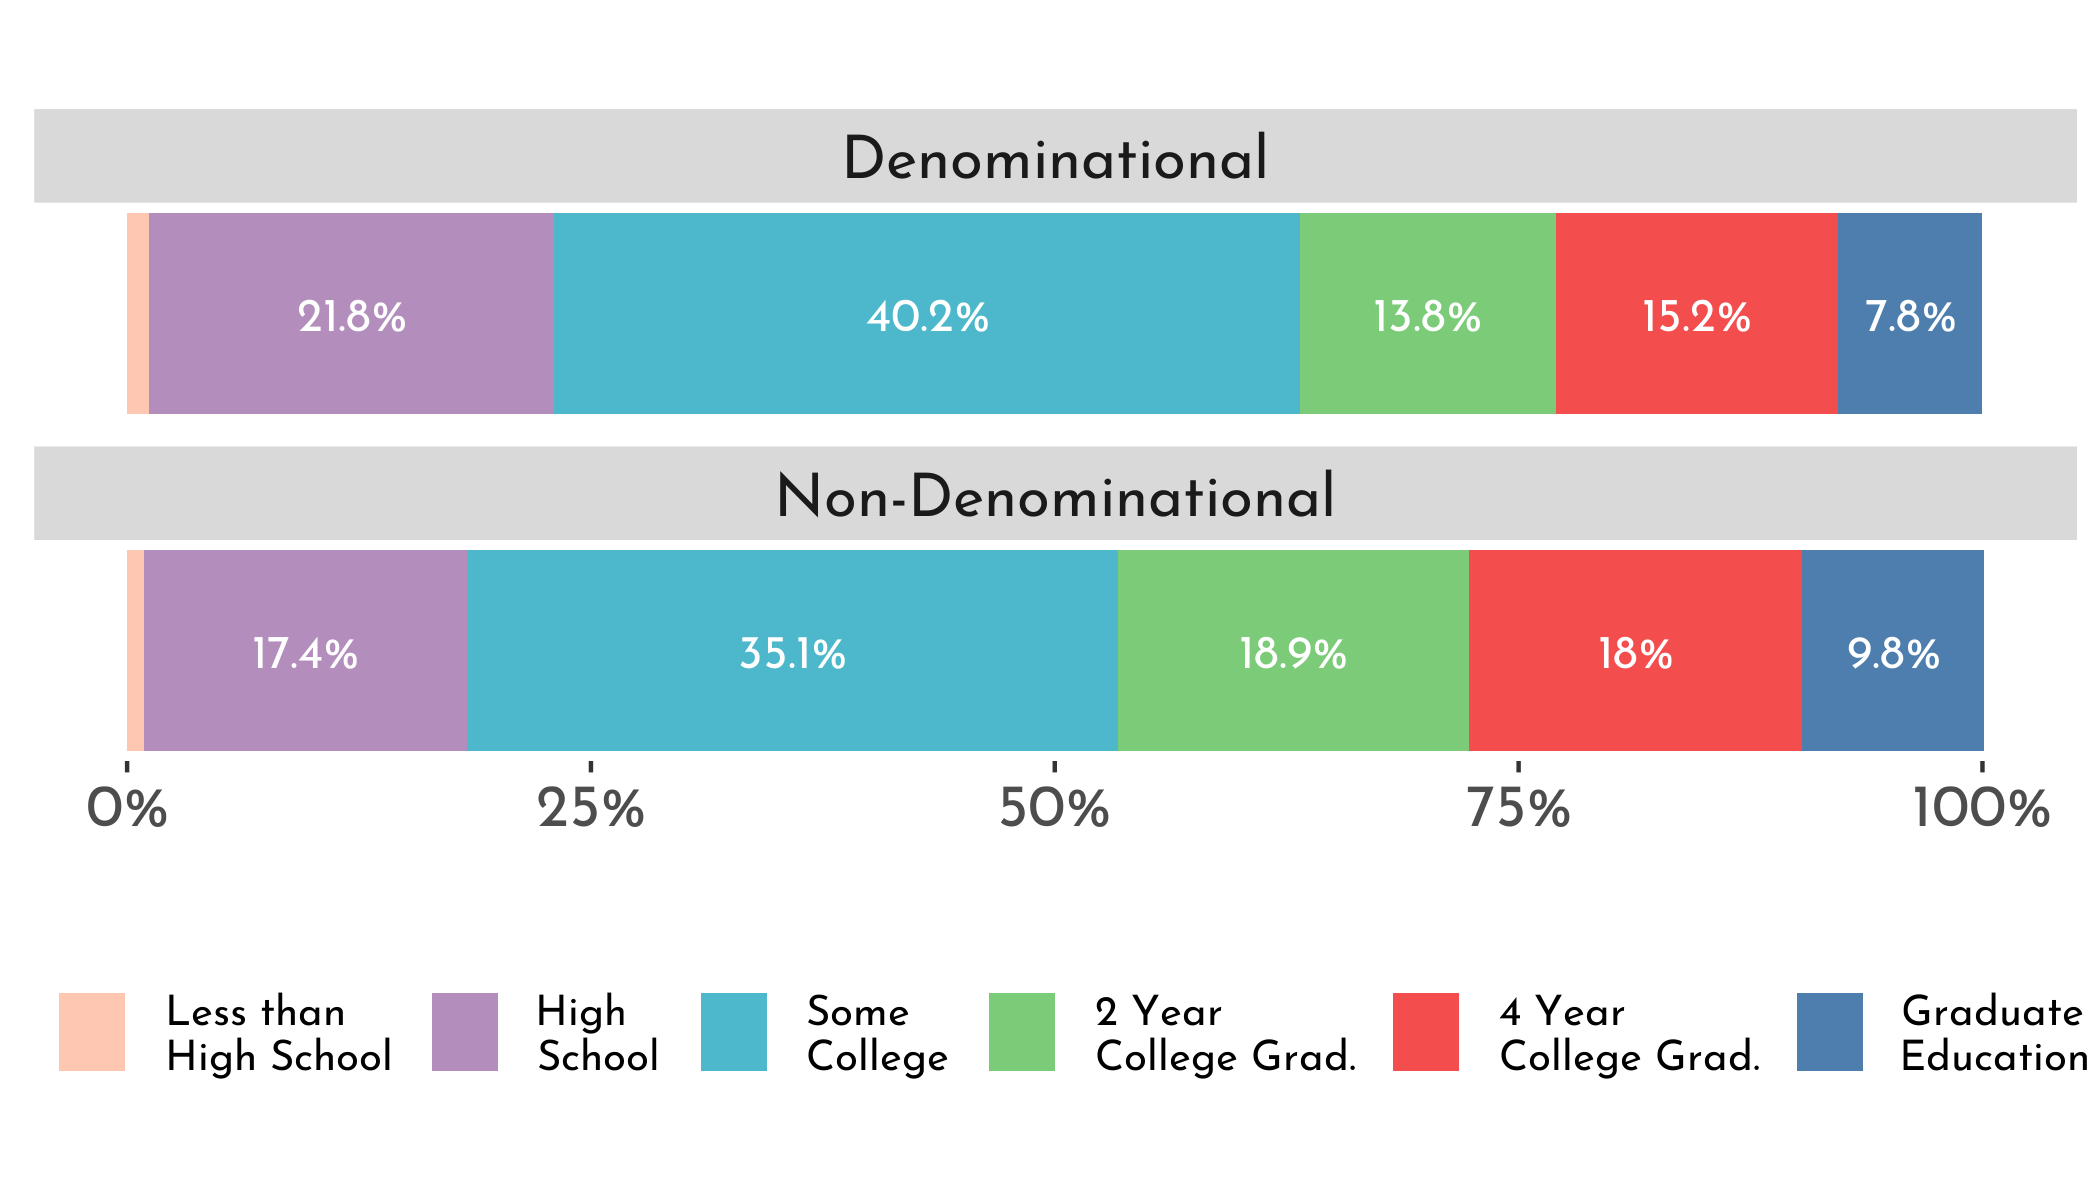 Denominational
21.8% 40.2% 13.8% 15.2% 7.8%
Non-Denominational
17.4% 35.1% 18.9% 18% 9.8%
0% 25% 50% 75% 100%
Less than High Some 2 Year 4 Year Graduate
High School School College College Grad. College Grad. Education